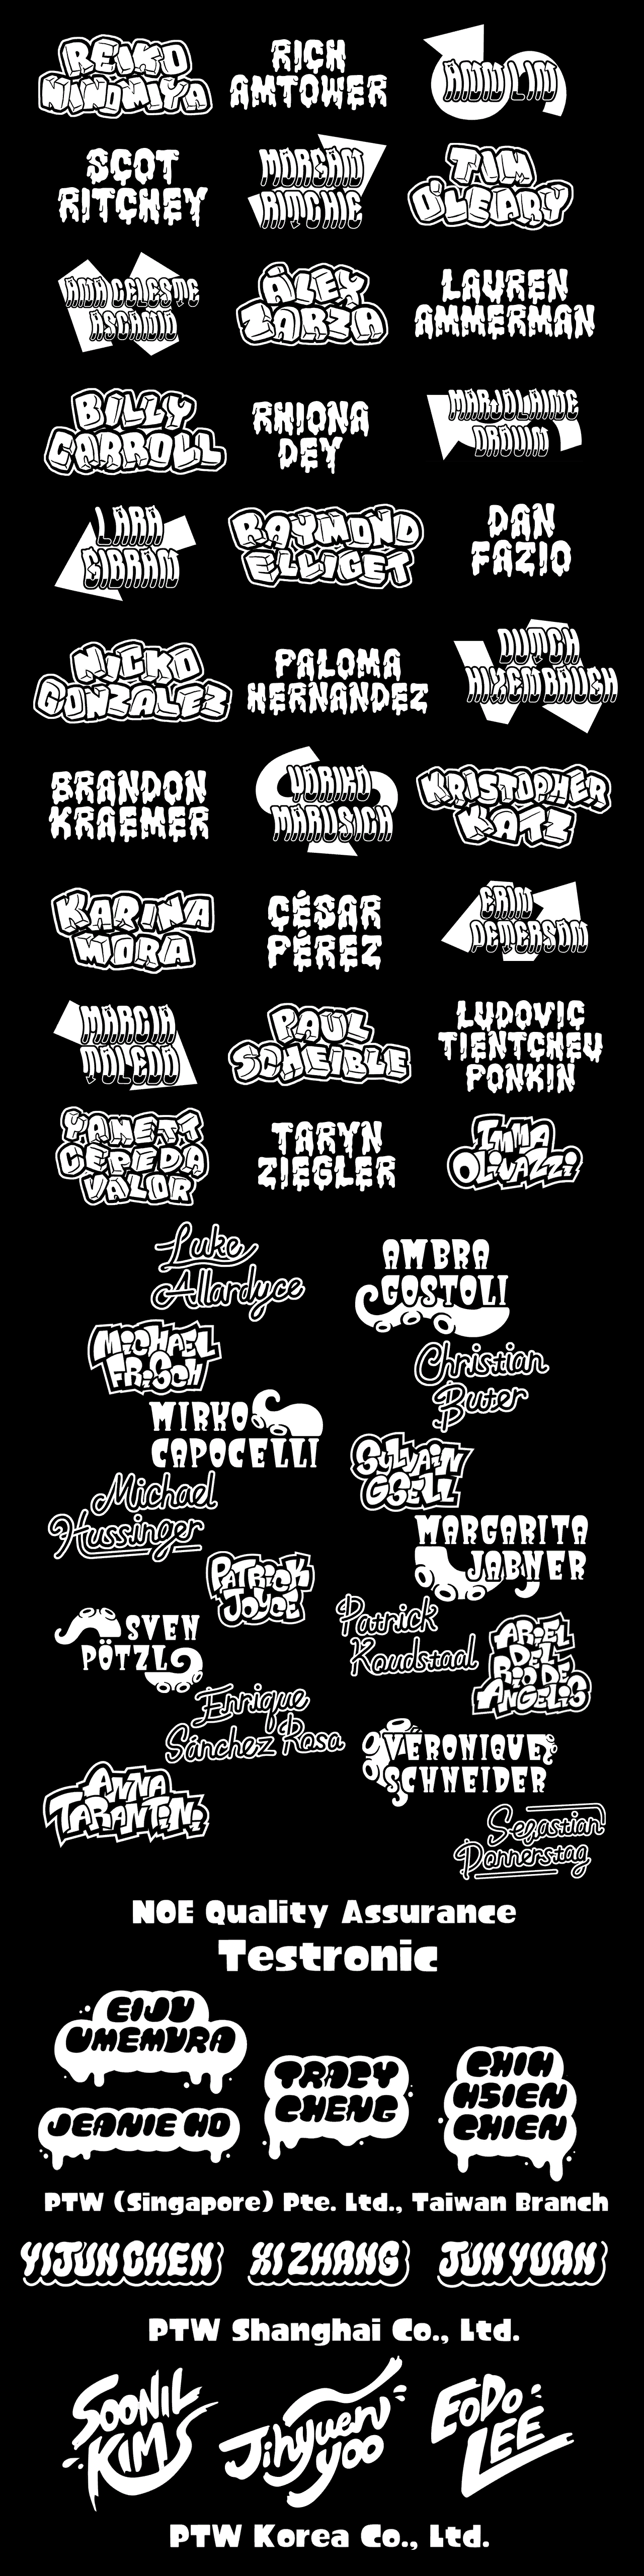 REIKO
NINOMIYA
RICH
AMTOWER
ANN LIN
SCOT
RITCHEY
MORGAN
RITCHIE
TIM
O'LEARY
ANA CELESTE
ASCANIO
ÁLEX
ZARZA
LAUREN
AMMERMAN
BILLY
CARROLL
RHIONA
DEY
MARJOLAINE
DROUIN
LARA
GIBRAN
RAYMOND
ELLIGET
DAN
FAZIO
NICKO
GONZALEZ
PALOMA
HERNANDEZ
DUTCH
HIXENBAUGH
BRANDON
KRAEMER
YORIKO
MARUSICH
KRISTOPHER
KATZ
KARINA
MORA
CÉSAR
PÉREZ
ERIN
PETERSON
MARCIA
TOLEDO
PAUL
SCHEIBLE
LUDOVIC
TIENTCHEU
PONKIN
YANETT
CEPEDA
VALOR
TARYN
ZIEGLER
IMMA
OLIVAZZI
Luke
Allardyce
AMBRA
GOSTOLI
MICHAEL
FRISCH
Christian
Buter
MIRKO
CAPOCELLI
SYLVAIN
GSELL
Michael
Hussinger
MARGARITA
JABNER
PATRICK
JOYCE
Patrick
Roudstaal
SVEN
PÖTZL
ARIEL
DEL
RIO DE
ANGELIS
Enrique
Sánchez Rosa
VÉRONIQUE
SCHNEIDER
ANNA
TARANTINI
Sebastian
Donnerstag
NOE Quality Assurance
Testronic
EIJU
UMEMURA
TRACY
CHENG
CHIH
HSIEN
CHIEN
JEANIE HO
PTW (Singapore) Pte. Ltd., Taiwan Branch
YIJUN CHEN
XI ZHANG
JUN YUAN
PTW Shanghai Co., Ltd.
SOONIL
KIM
Jihyuen
yoo
EoDo
LEE
PTW Korea Co., Ltd.